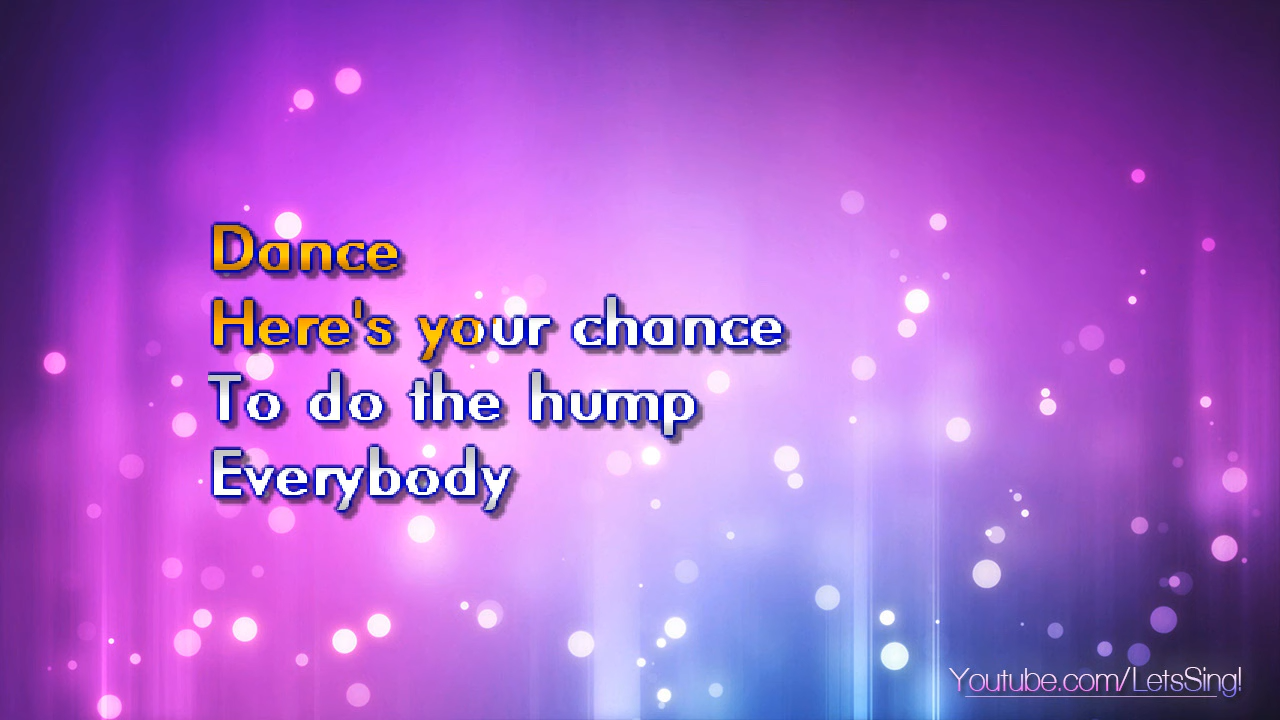 Dance
Here's your chance
To do the hump
Everybody
Youtube.com/LetsSing!